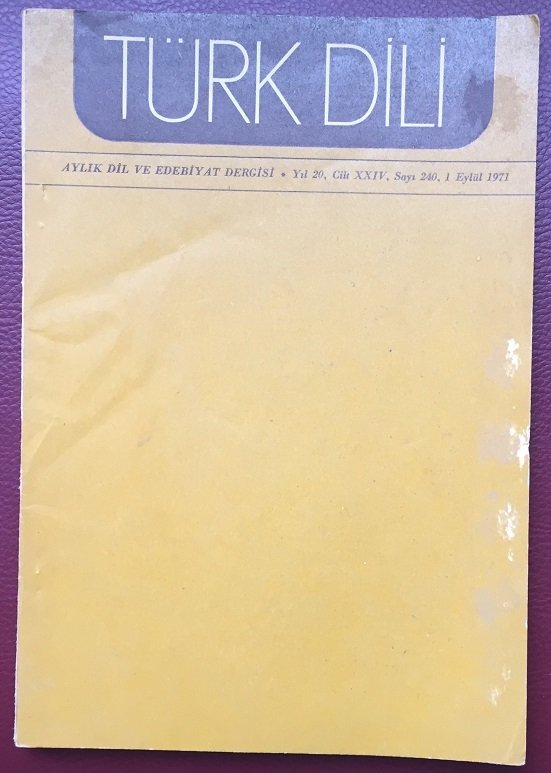 TÜRK DİLİ
AYLIK DİL VE EDEBİYAT DERGİSİ • Yıl 20, Cilt XXIV, Sayı 240, 1 Eylül 1971